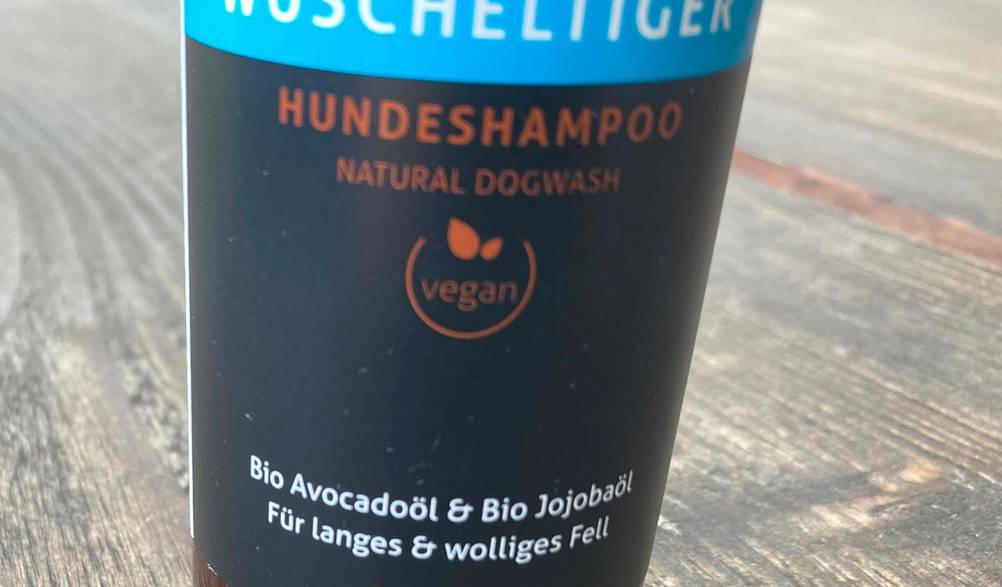 WUSCHELTIGER
HUNDESHAMPOO
NATURAL DOGWASH
vegan
Bio Avocadoöl & Bio Jojobaöl
Für langes & wolliges Fell